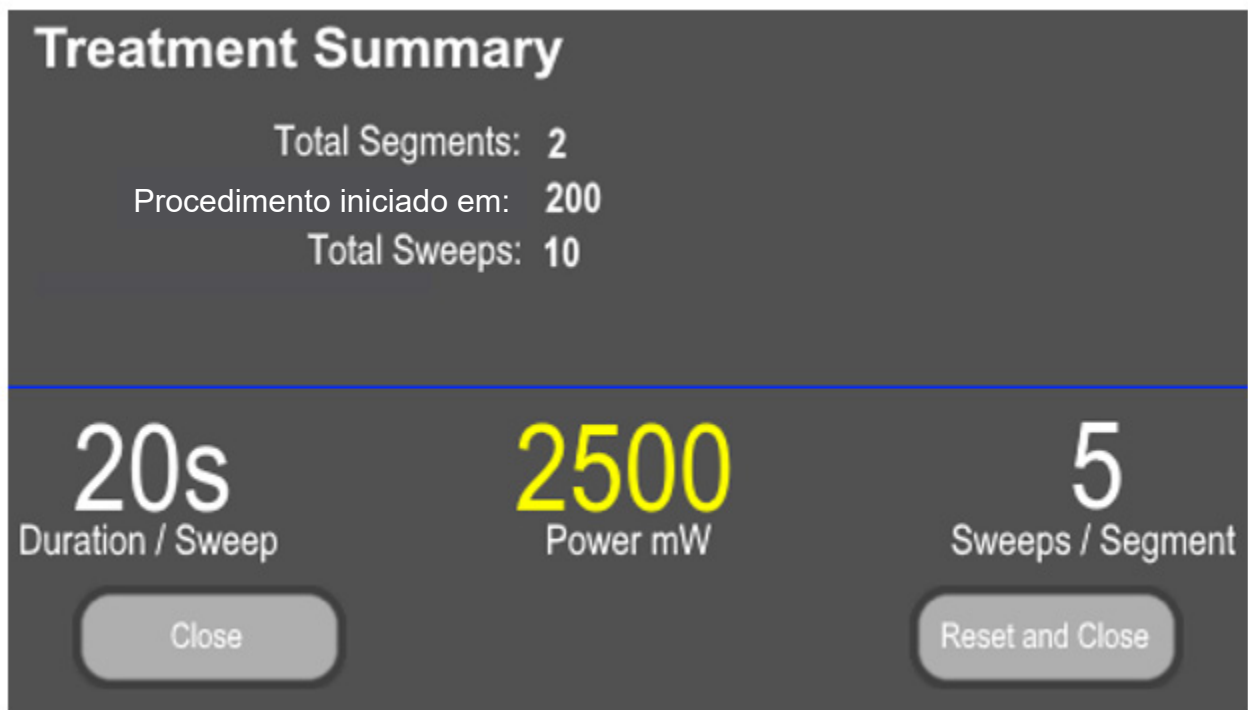 Treatment Summary
Total Segments: 2
Procedimento iniciado em: 200
Total Sweeps: 10
20s 2500 5
Duration / Sweep Power mW Sweeps / Segment
Close Reset and Close